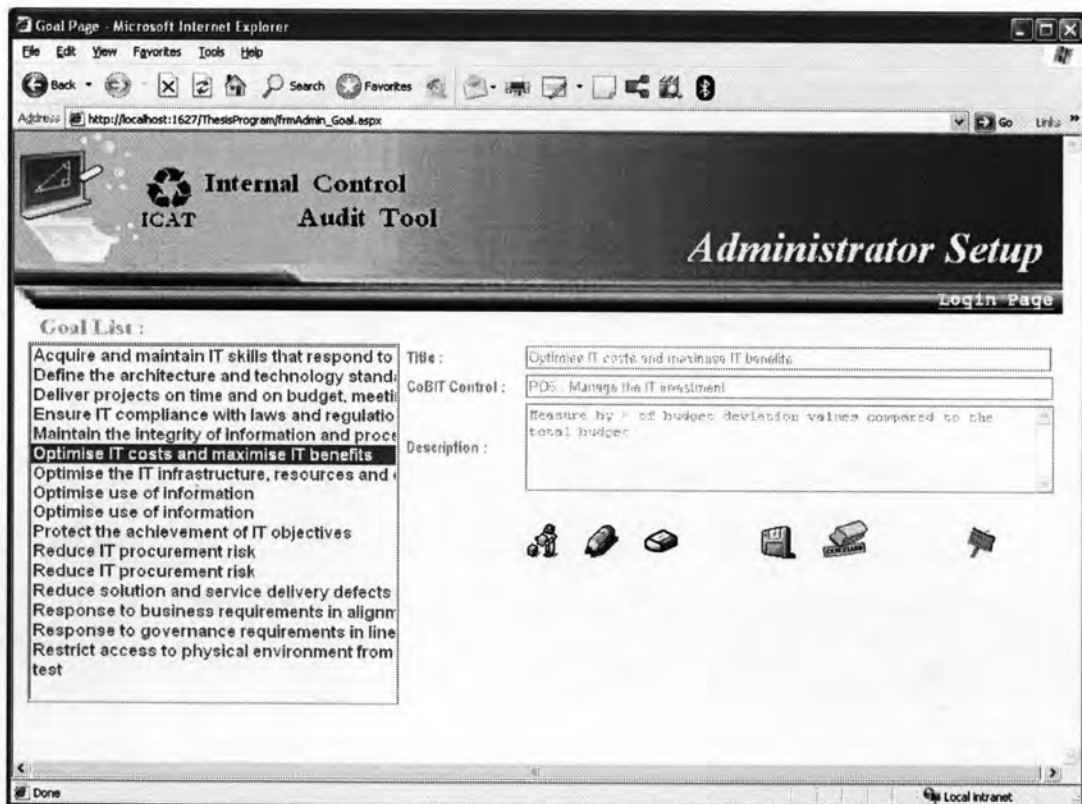 Goal Page - Microsoft Internet Explorer
File Edit View Favorites Tools Help
Back Search Favorites
Address http://localhost:1627/ThesisProgram/frmAdmin_Goal.aspx Go Links »
Internal Control
ICAT Audit Tool
Administrator Setup
Login Page
Goal List :
Acquire and maintain IT skills that respond to
Define the architecture and technology standa
Deliver projects on time and on budget, meeti
Ensure IT compliance with laws and regulatio
Maintain the integrity of information and proce
Optimise IT costs and maximise IT benefits
Optimise the IT infrastructure, resources and
Optimise use of information
Optimise use of information
Protect the achievement of IT objectives
Reduce IT procurement risk
Reduce IT procurement risk
Reduce solution and service delivery defects
Response to business requirements in alignm
Response to governance requirements in line
Restrict access to physical environment from
test
Title : Optimise IT costs and maximise IT benefits
CoBIT Control : PO5 : Manage the IT investment
Description : Measure by of budget deviation values compared to the
total budget
Done Local intranet